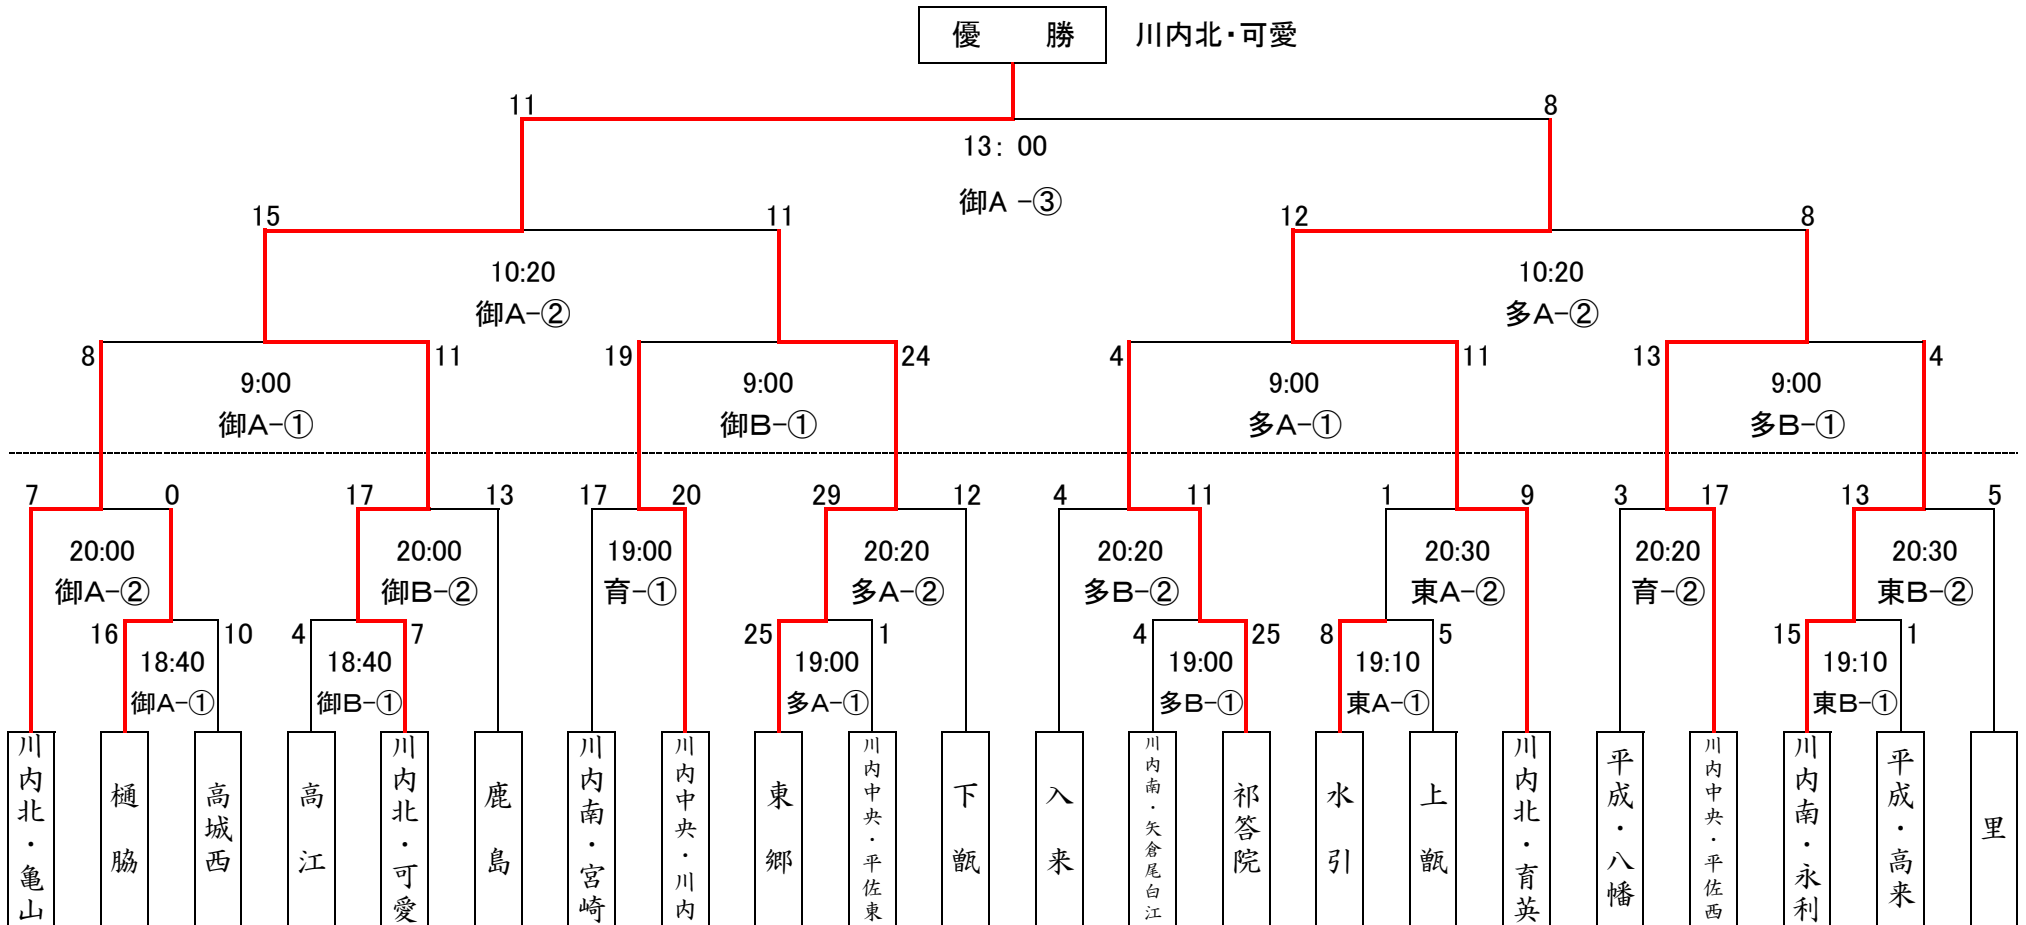 優　勝　川内北・可愛
11　8
13：00
御A－③
15　11　12　8
10:20　10:20
御A-②　多A-②
8　11　19　24　4　11　13　4
9:00　9:00　9:00　9:00
御A-①　御B-①　多A-①　多B-①
7　0　17　13　17　20　29　12　4　11　1　9　3　17　13　5
20:00　20:00　19:00　20:20　20:20　20:30　20:20　20:30
御A-②　御B-②　育-①　多A-②　多B-②　東A-②　育-②　東B-②
16　10　4　7　25　1　4　25　8　5　15　1
18:40　18:40　19:00　19:00　19:10　19:10
御A-①　御B-①　多A-①　多B-①　東A-①　東B-①
川内北・亀山
樋脇
高城西
高江
川内北・可愛
鹿島
川内南・宮崎
川内中央・川内
東郷
川内中央・平佐東
下甑
入来
川内南・矢倉尾白江
祁答院
水引
上甑
川内北・育英
平成・八幡
川内中央・平佐西
川内南・永利
平成・高来
里